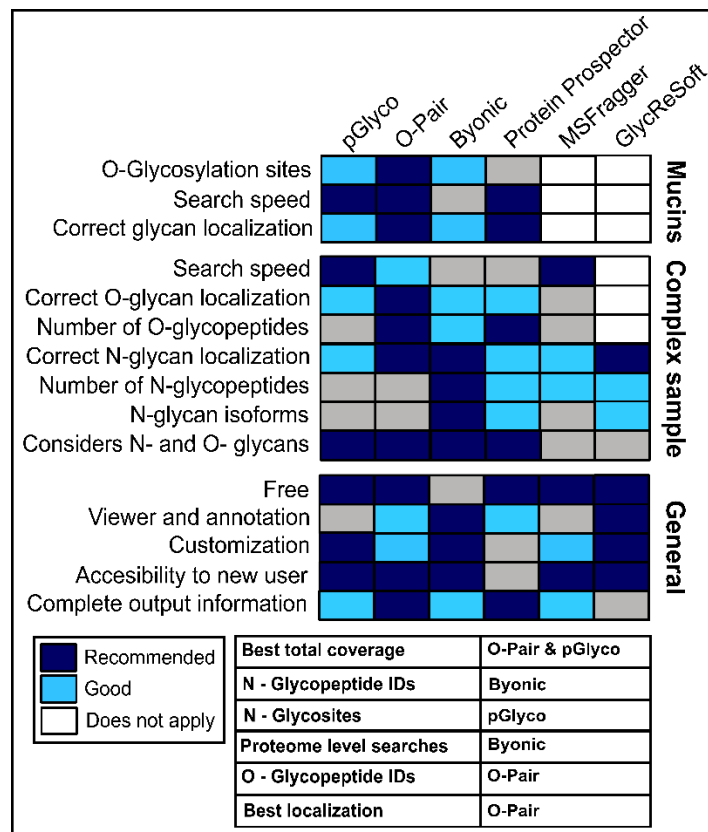 pGlyco
O-Pair
Byonic
Protein Prospector
MSFragger
GlycReSoft
O-Glycosylation sites
Search speed
Correct glycan localization
Mucins
Search speed
Correct O-glycan localization
Number of O-glycopeptides
Correct N-glycan localization
Number of N-glycopeptides
N-glycan isoforms
Considers N- and O- glycans
Complex sample
Free
Viewer and annotation
Customization
Accesibility to new user
Complete output information
General
Recommended
Good
Does not apply
Best total coverage O-Pair & pGlyco
N - Glycopeptide IDs Byonic
N - Glycosites pGlyco
Proteome level searches Byonic
O - Glycopeptide IDs O-Pair
Best localization O-Pair